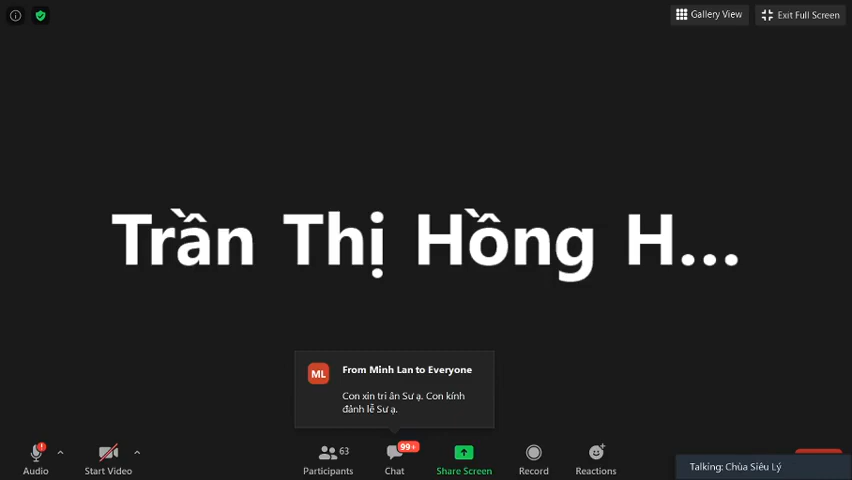 Gallery View
Exit Full Screen
Trần Thị Hồng H...
ML
From Minh Lan to Everyone
Con xin tri ân Sư ạ. Con kính
đảnh lễ Sư ạ.
Audio
Start Video
63
Participants
99+
Chat
Share Screen
Record
Reactions
Talking: Chùa Siêu Lý